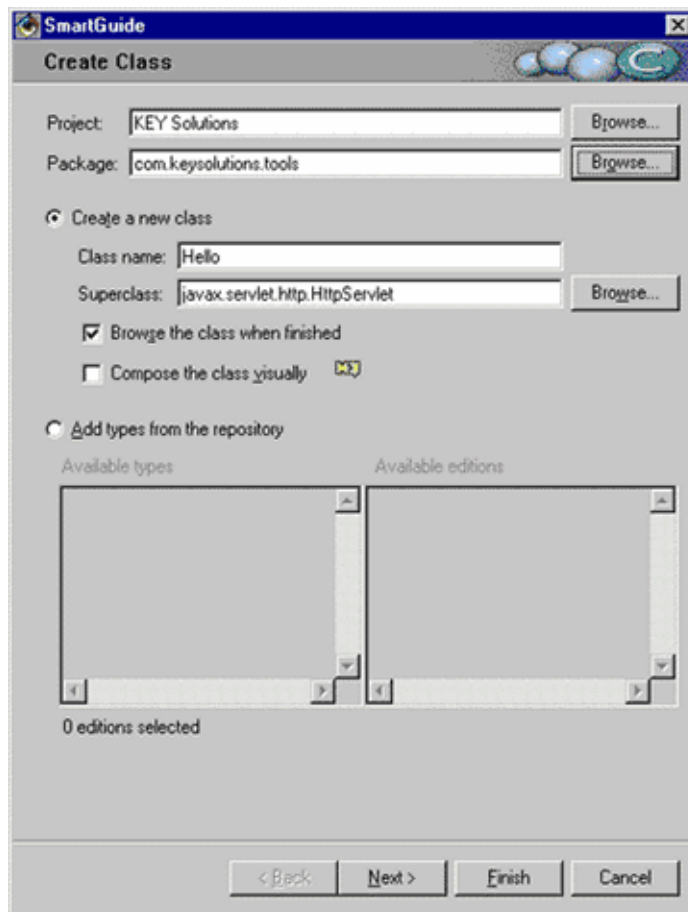 SmartGuide
Create Class
C
Project: KEY Solutions Browse...
Package: com.keysolutions.tools Browse...
Create a new class
Class name: Hello
Superclass: javax.servlet.http.HttpServlet Browse...
Browse the class when finished
Compose the class visually
Add types from the repository
Available types Available editions
0 editions selected
< Back Next > Finish Cancel